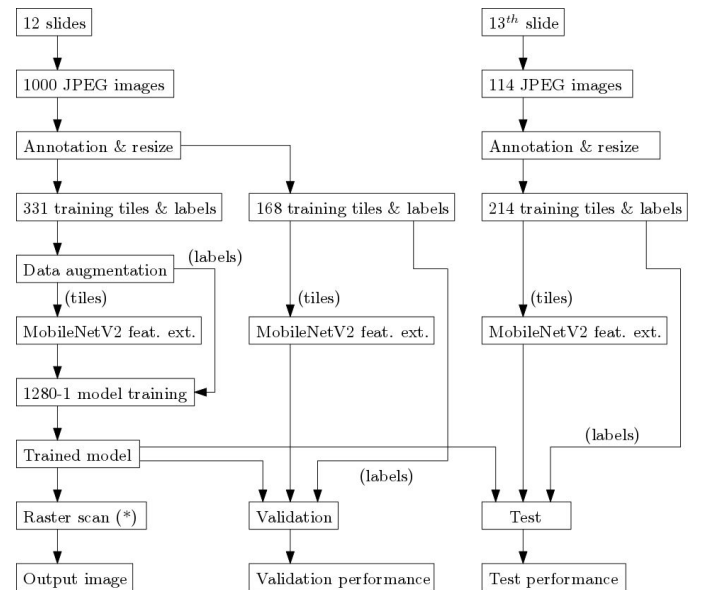 12 slides
13th slide
1000 JPEG images
114 JPEG images
Annotation & resize
Annotation & resize
331 training tiles & labels
168 training tiles & labels
214 training tiles & labels
Data augmentation
(labels)
(tiles)
(tiles)
(tiles)
MobileNetV2 feat. ext.
MobileNetV2 feat. ext.
MobileNetV2 feat. ext.
1280-1 model training
(labels)
Trained model
(labels)
Raster scan (*)
Validation
Test
Output image
Validation performance
Test performance